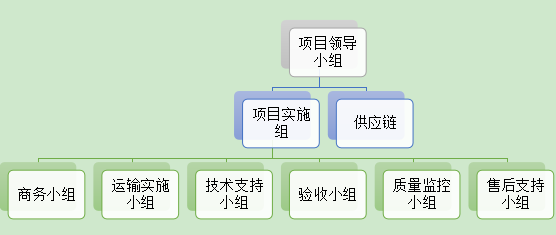 项目领导
小组
项目实施
组
供应链
商务小组
运输实施
小组
技术支持
小组
验收小组
质量监控
小组
售后支持
小组